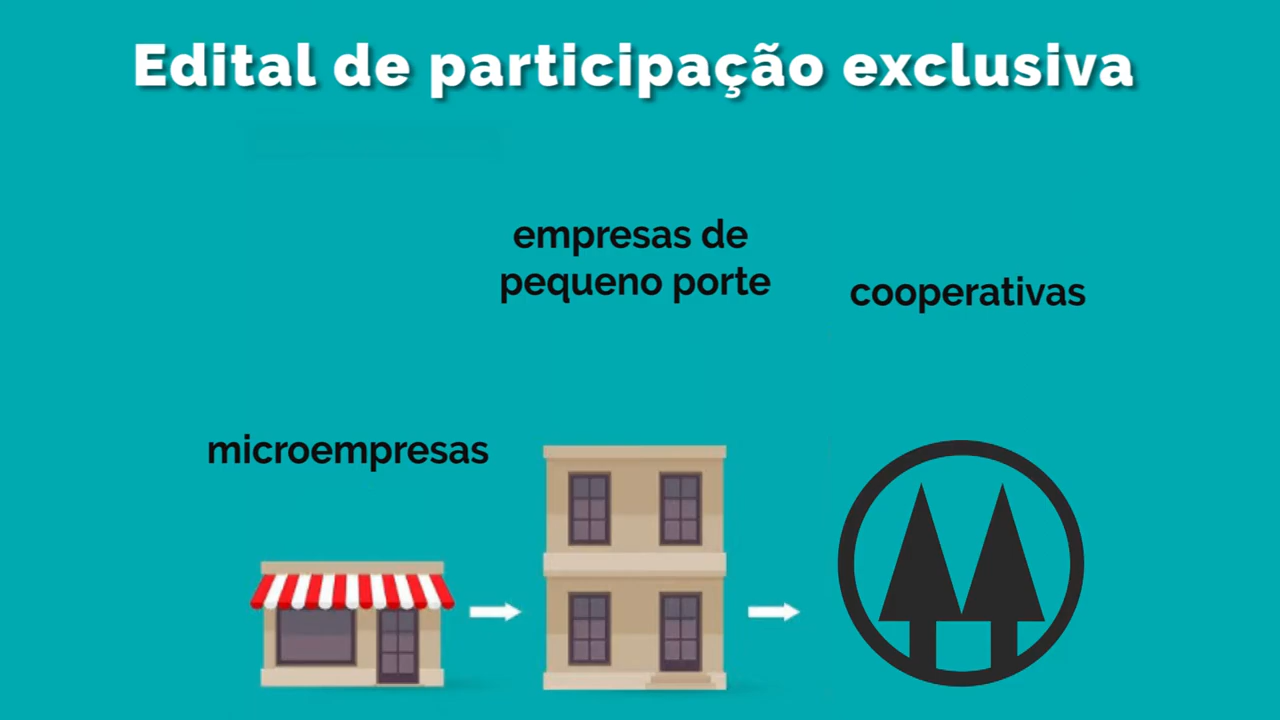 Edital de participação exclusiva
empresas de
pequeno porte
cooperativas
microempresas